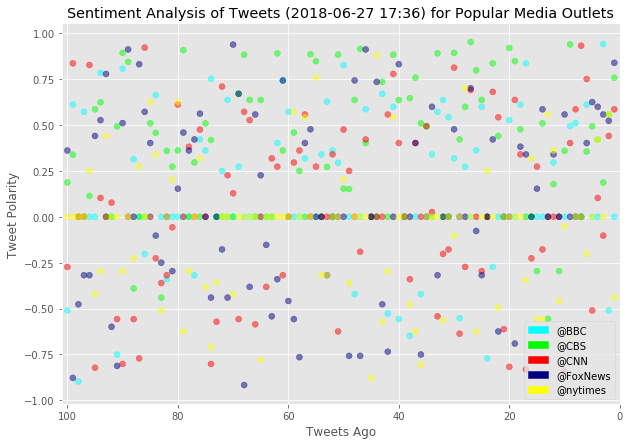 Sentiment Analysis of Tweets (2018-06-27 17:36) for Popular Media Outlets
1.00
0.75
0.50
0.25
0.00
−0.25
−0.50
−0.75
−1.00
Tweet Polarity
100
80
60
40
20
0
Tweets Ago
@BBC
@CBS
@CNN
@FoxNews
@nytimes